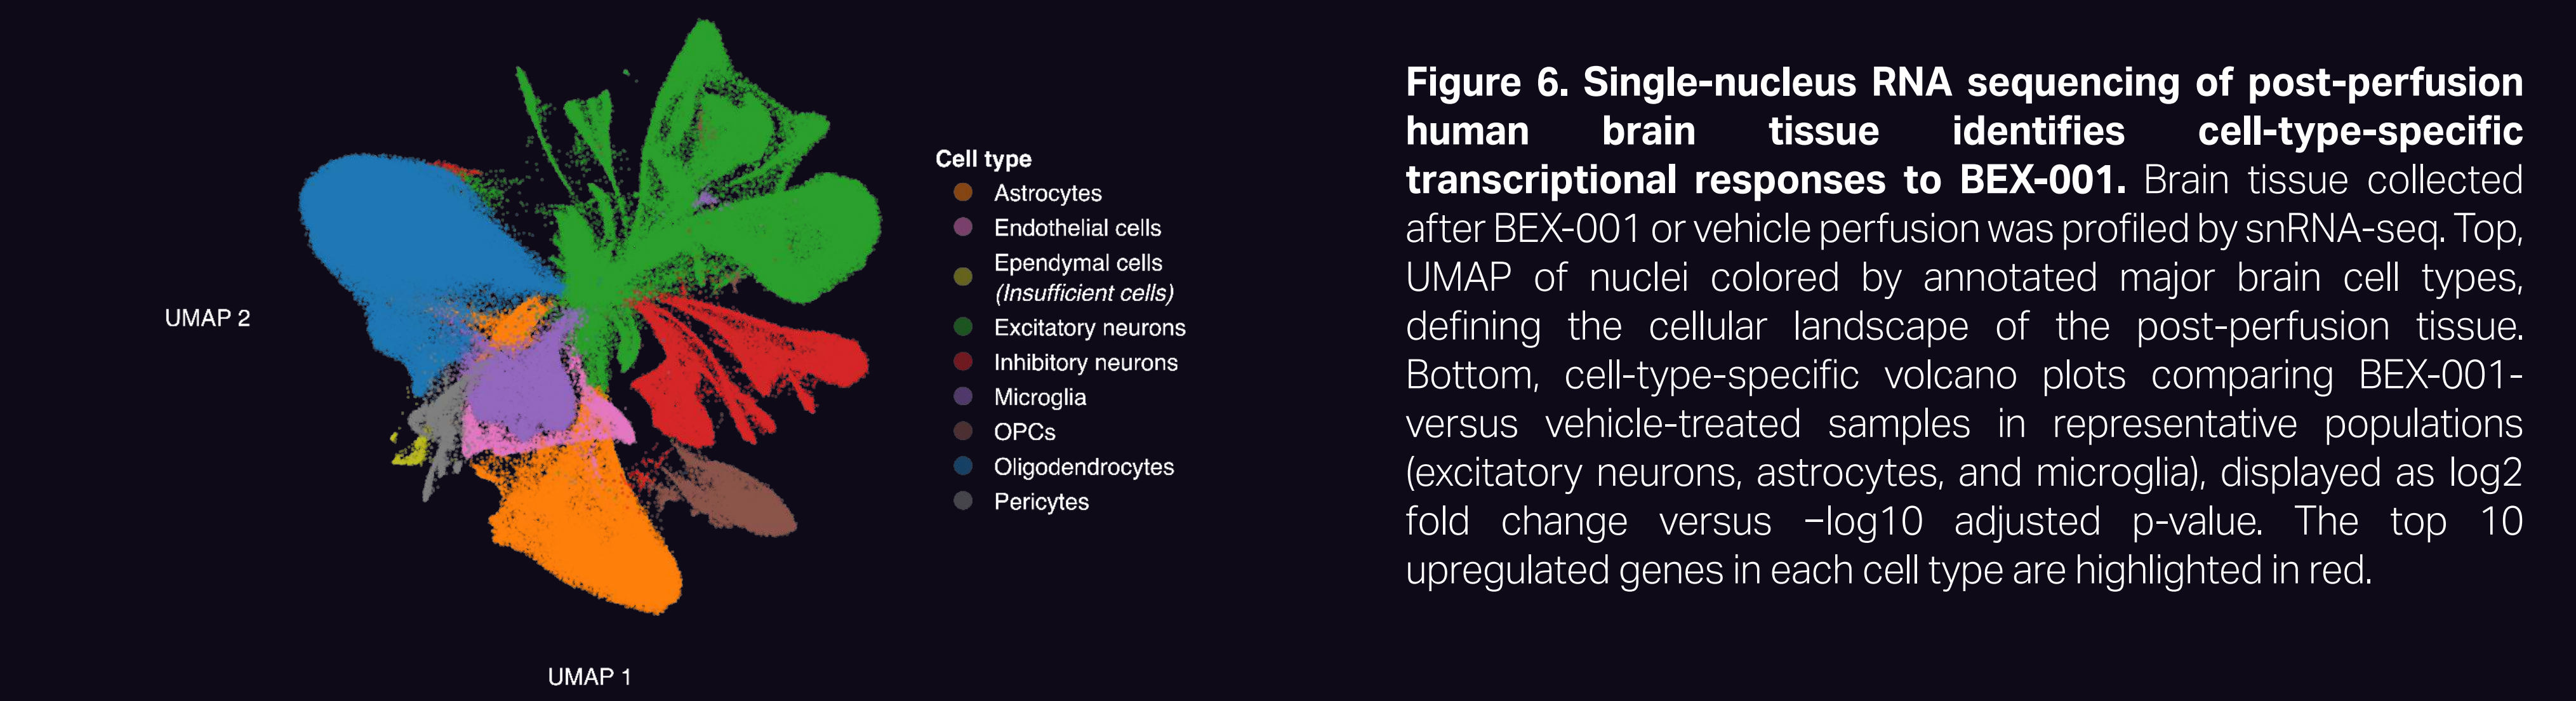 UMAP 2
UMAP 1
Cell type
Astrocytes
Endothelial cells
Ependymal cells
(Insufficient cells)
Excitatory neurons
Inhibitory neurons
Microglia
OPCs
Oligodendrocytes
Pericytes
Figure 6. Single-nucleus RNA sequencing of post-perfusion
human brain tissue identifies cell-type-specific
transcriptional responses to BEX-001. Brain tissue collected
after BEX-001 or vehicle perfusion was profiled by snRNA-seq. Top,
UMAP of nuclei colored by annotated major brain cell types,
defining the cellular landscape of the post-perfusion tissue.
Bottom, cell-type-specific volcano plots comparing BEX-001-
versus vehicle-treated samples in representative populations
(excitatory neurons, astrocytes, and microglia), displayed as log2
fold change versus −log10 adjusted p-value. The top 10
upregulated genes in each cell type are highlighted in red.